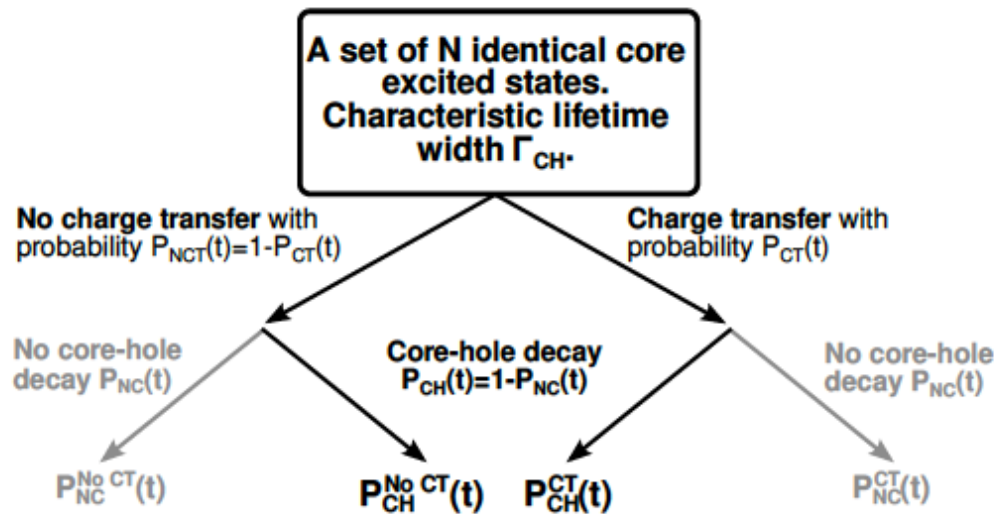 A set of N identical core
excited states.
Characteristic lifetime
width Γ_CH.
No charge transfer with
probability P_NCT(t)=1-P_CT(t)
Charge transfer with
probability P_CT(t)
No core-hole
decay P_NC(t)
Core-hole decay
P_CH(t)=1-P_NC(t)
No core-hole
decay P_NC(t)
P_NC^No CT(t)
P_CH^No CT(t)
P_CH^CT(t)
P_NC^CT(t)